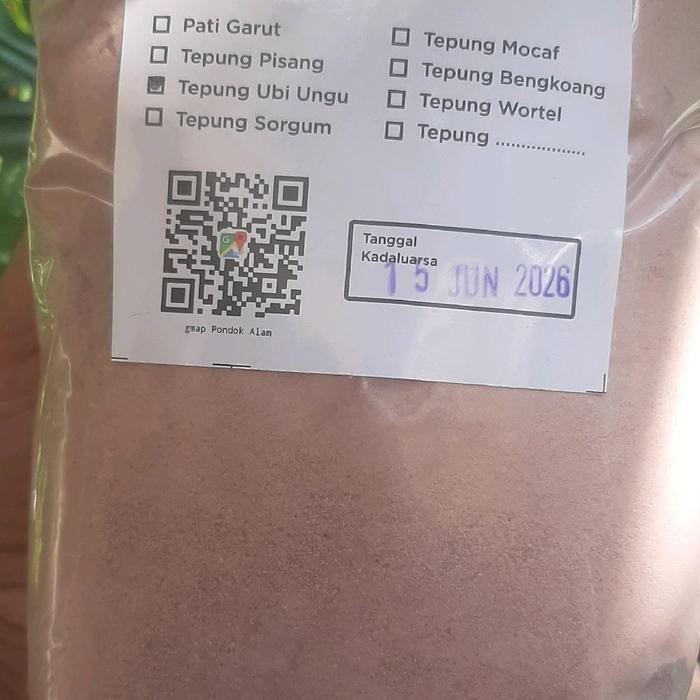 Pati Garut
Tepung Pisang
Tepung Ubi Ungu
Tepung Sorgum
Tepung Mocaf
Tepung Bengkoang
Tepung Wortel
Tepung ..................
gmap Pondok Alam
Tanggal
Kadaluarsa
15 JUN 2026